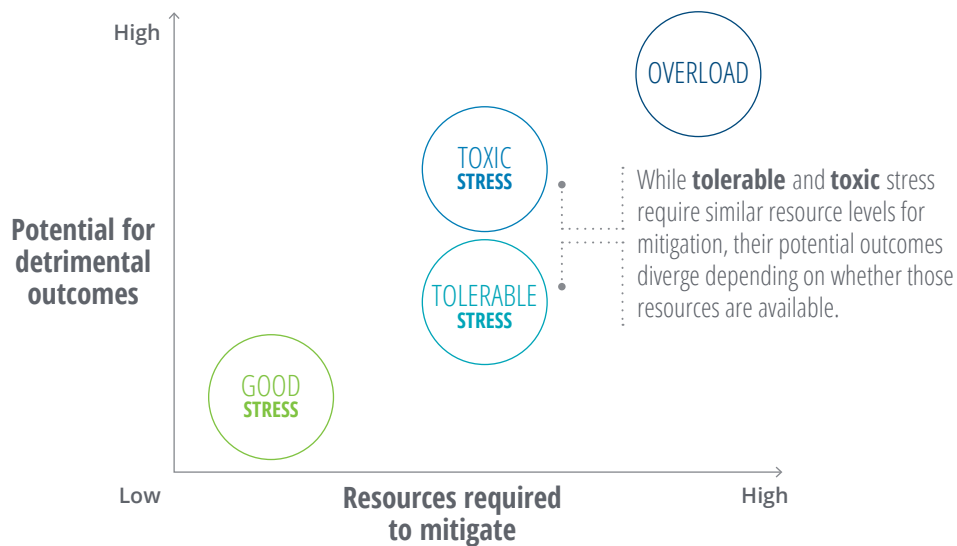 High
OVERLOAD
TOXIC
STRESS
While tolerable and toxic stress
require similar resource levels for
mitigation, their potential outcomes
diverge depending on whether those
resources are available.
Potential for
detrimental
outcomes
TOLERABLE
STRESS
GOOD
STRESS
Low
Resources required
to mitigate
High